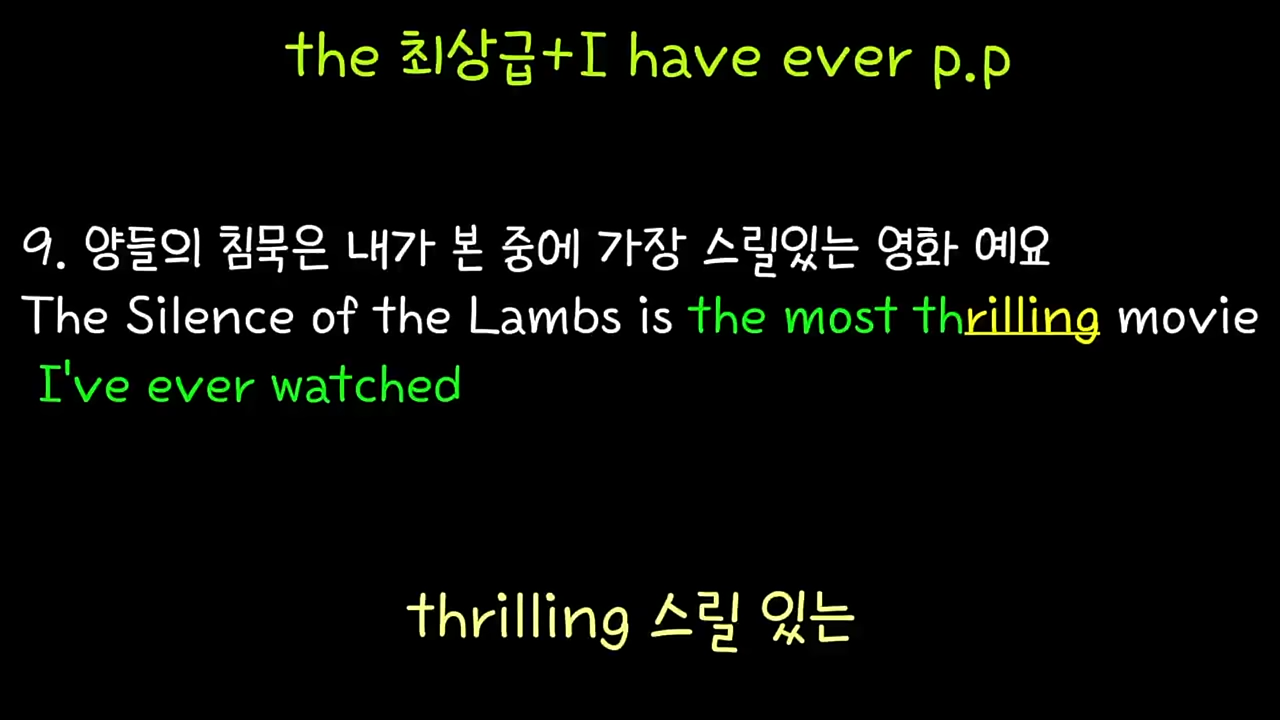 the 최상급+I have ever p.p
9. 양들의 침묵은 내가 본 중에 가장 스릴있는 영화 예요
The Silence of the Lambs is the most thrilling movie
I've ever watched
thrilling 스릴 있는